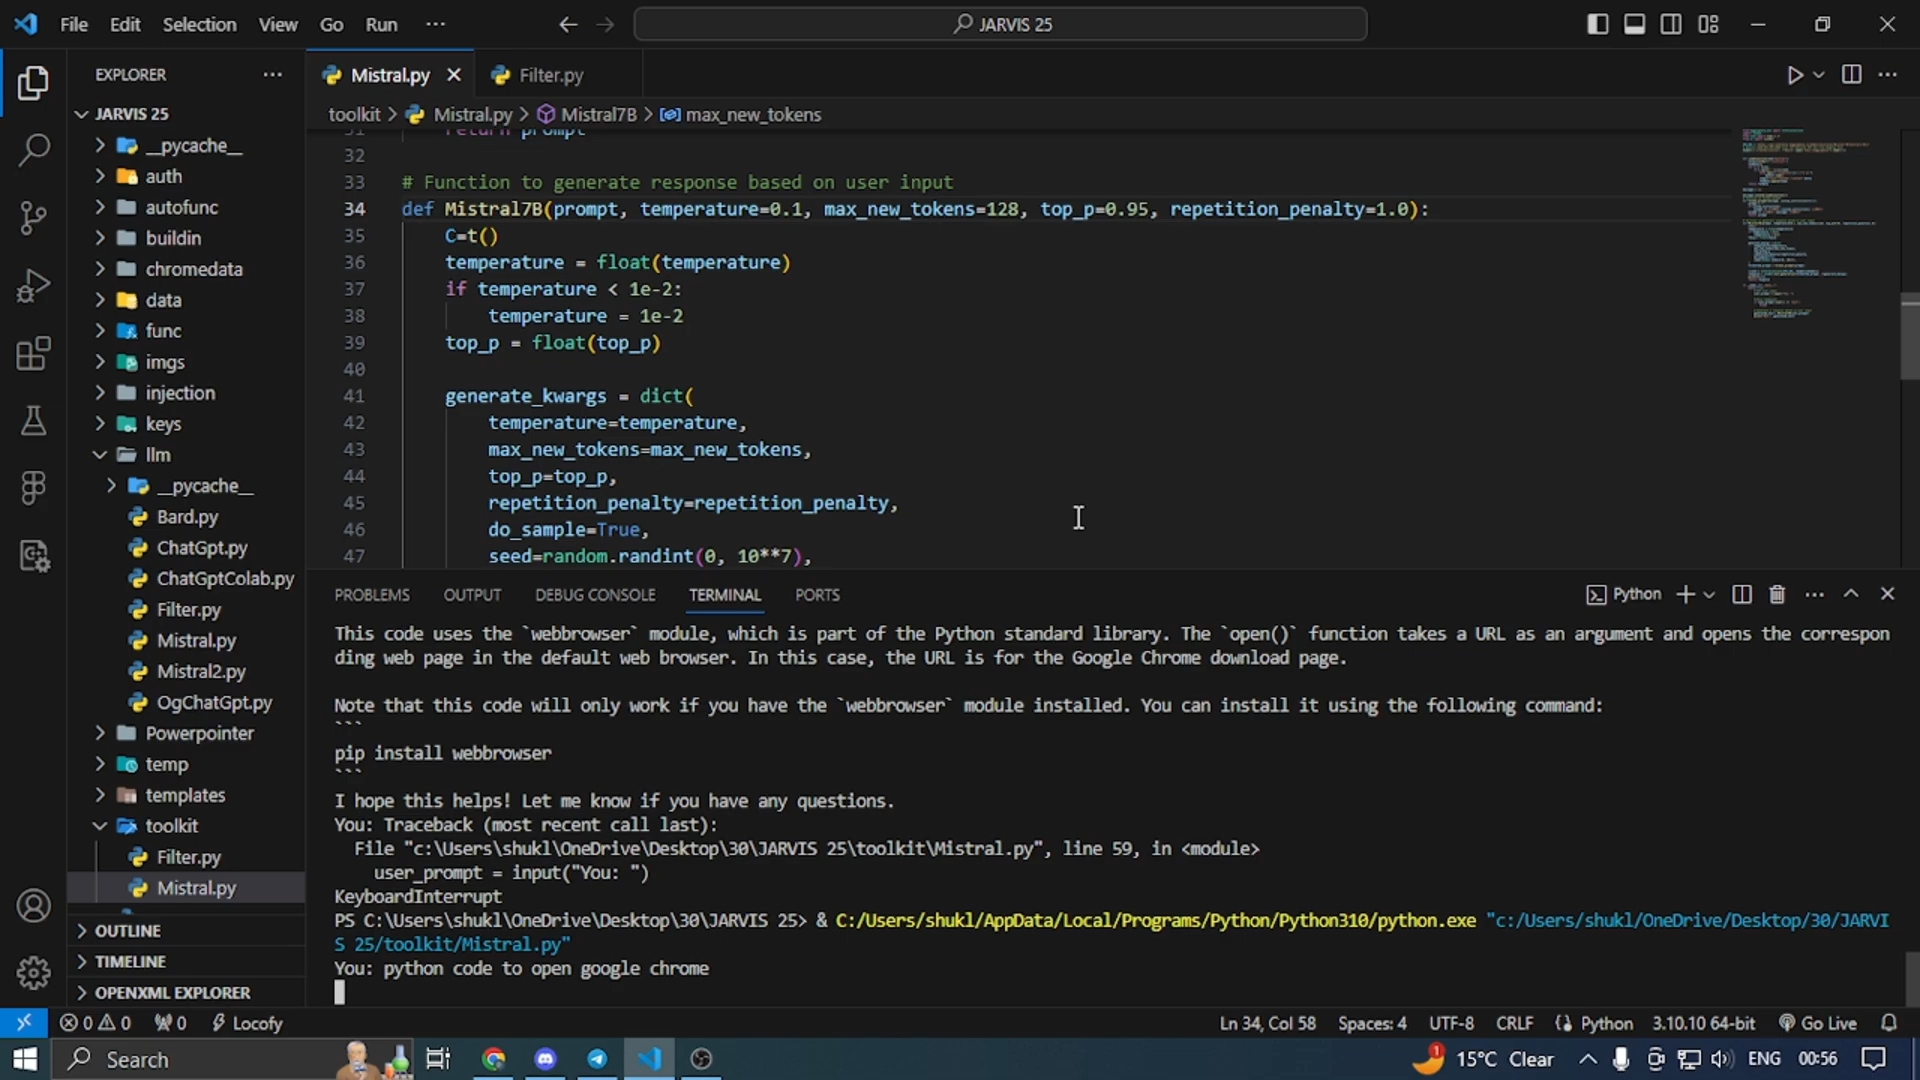 File Edit Selection View Go Run ··· JARVIS 25
EXPLORER ···
JARVIS 25
__pycache__
auth
autofunc
buildin
chromedata
data
func
imgs
injection
keys
llm
__pycache__
Bard.py
ChatGpt.py
ChatGptColab.py
Filter.py
Mistral.py
Mistral2.py
OgChatGpt.py
Powerpointer
temp
templates
toolkit
Filter.py
Mistral.py
OUTLINE
TIMELINE
OPENXML EXPLORER
Mistral.py Filter.py
toolkit > Mistral.py > Mistral7B > max_new_tokens
31 return prompt
32
33 # Function to generate response based on user input
34 def Mistral7B(prompt, temperature=0.1, max_new_tokens=128, top_p=0.95, repetition_penalty=1.0):
35 C=t()
36 temperature = float(temperature)
37 if temperature < 1e-2:
38 temperature = 1e-2
39 top_p = float(top_p)
40
41 generate_kwargs = dict(
42 temperature=temperature,
43 max_new_tokens=max_new_tokens,
44 top_p=top_p,
45 repetition_penalty=repetition_penalty,
46 do_sample=True,
47 seed=random.randint(0, 10**7),
PROBLEMS OUTPUT DEBUG CONSOLE TERMINAL PORTS Python
This code uses the `webbrowser` module, which is part of the Python standard library. The `open()` function takes a URL as an argument and opens the correspon
ding web page in the default web browser. In this case, the URL is for the Google Chrome download page.
Note that this code will only work if you have the `webbrowser` module installed. You can install it using the following command:
```
pip install webbrowser
```
I hope this helps! Let me know if you have any questions.
You: Traceback (most recent call last):
File "c:\Users\shukl\OneDrive\Desktop\30\JARVIS 25\toolkit\Mistral.py", line 59, in <module>
user_prompt = input("You: ")
KeyboardInterrupt
PS C:\Users\shukl\OneDrive\Desktop\30\JARVIS 25> & C:/Users/shukl/AppData/Local/Programs/Python/Python310/python.exe "c:/Users/shukl/OneDrive/Desktop/30/JARVI
S 25/toolkit/Mistral.py"
You: python code to open google chrome
0 0 0 Locofy Ln 34, Col 58 Spaces: 4 UTF-8 CRLF Python 3.10.10 64-bit Go Live
Search 1 15°C Clear ENG 00:56